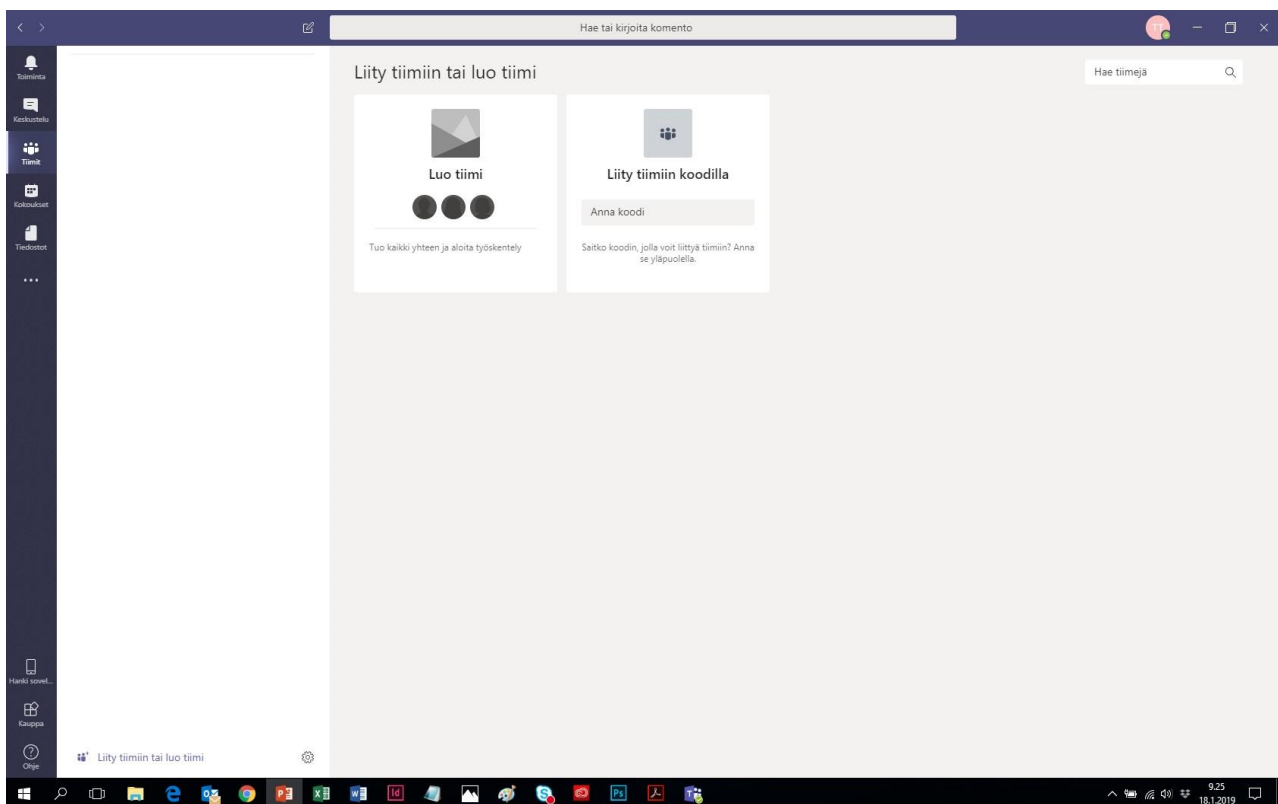 Hae tai kirjoita komento
TT
Toiminta
Keskustelu
Tiimit
Kokoukset
Tiedostot
Hanki sovel...
Kauppa
Ohje
Liity tiimiin tai luo tiimi
Liity tiimiin tai luo tiimi
Hae tiimejä
Luo tiimi
Tuo kaikki yhteen ja aloita työskentely
Liity tiimiin koodilla
Anna koodi
Saitko koodin, jolla voit liittyä tiimiin? Anna
se yläpuolella.
9.25
18.1.2019